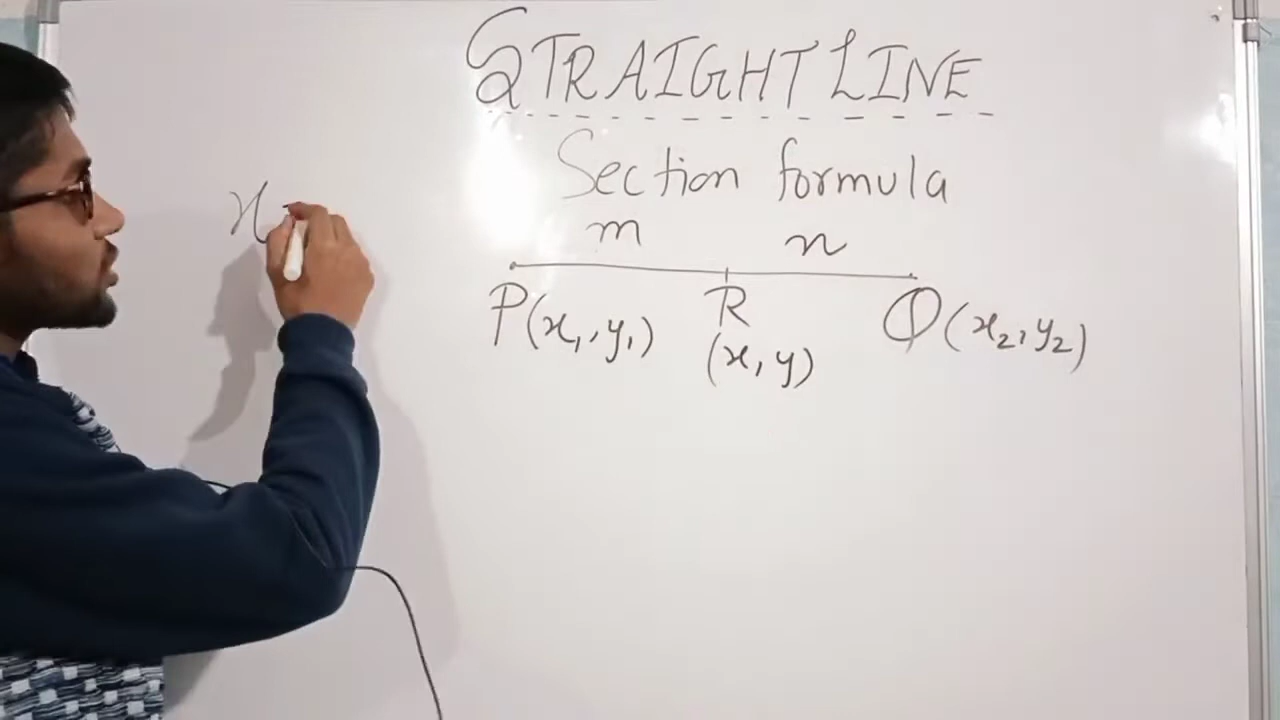 STRAIGHT LINE
Section formula
m n
P(x₁,y₁) R Q(x₂,y₂)
(x,y)
x